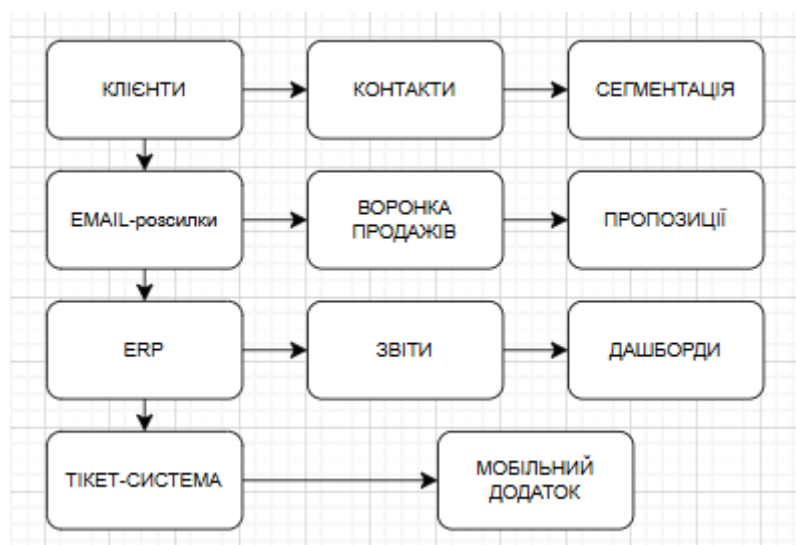 КЛІЄНТИ
КОНТАКТИ
СЕГМЕНТАЦІЯ
EMAIL-розсилки
ВОРОНКА
ПРОДАЖІВ
ПРОПОЗИЦІЇ
ERP
ЗВІТИ
ДАШБОРДИ
ТІКЕТ-СИСТЕМА
МОБІЛЬНИЙ
ДОДАТОК